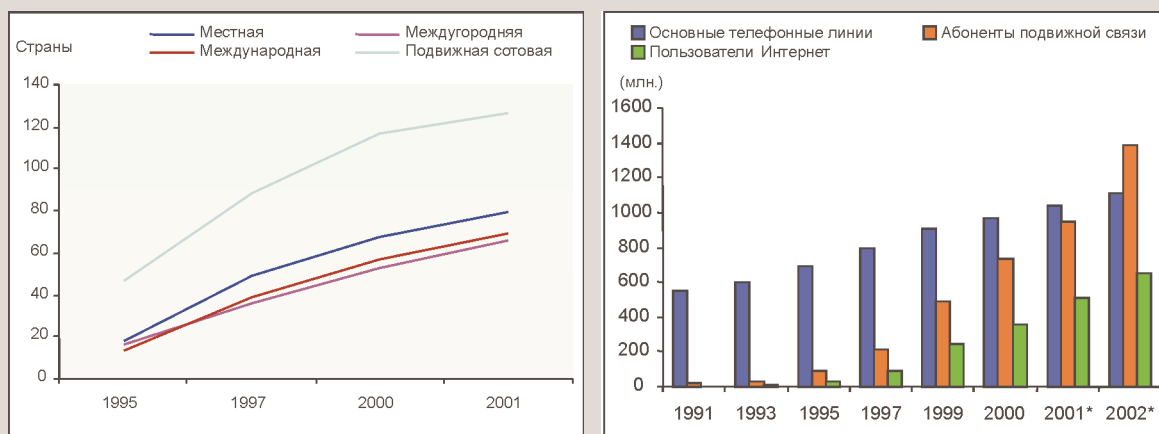 Местная
Междугородняя
Страны
Международная
Подвижная сотовая
140
120
100
80
60
40
20
0
1995 1997 2000 2001
Основные телефонные линии
Абоненты подвижной связи
Пользователи Интернет
(млн.)
1600
1400
1200
1000
800
600
400
200
0
1991 1993 1995 1997 1999 2000 2001* 2002*